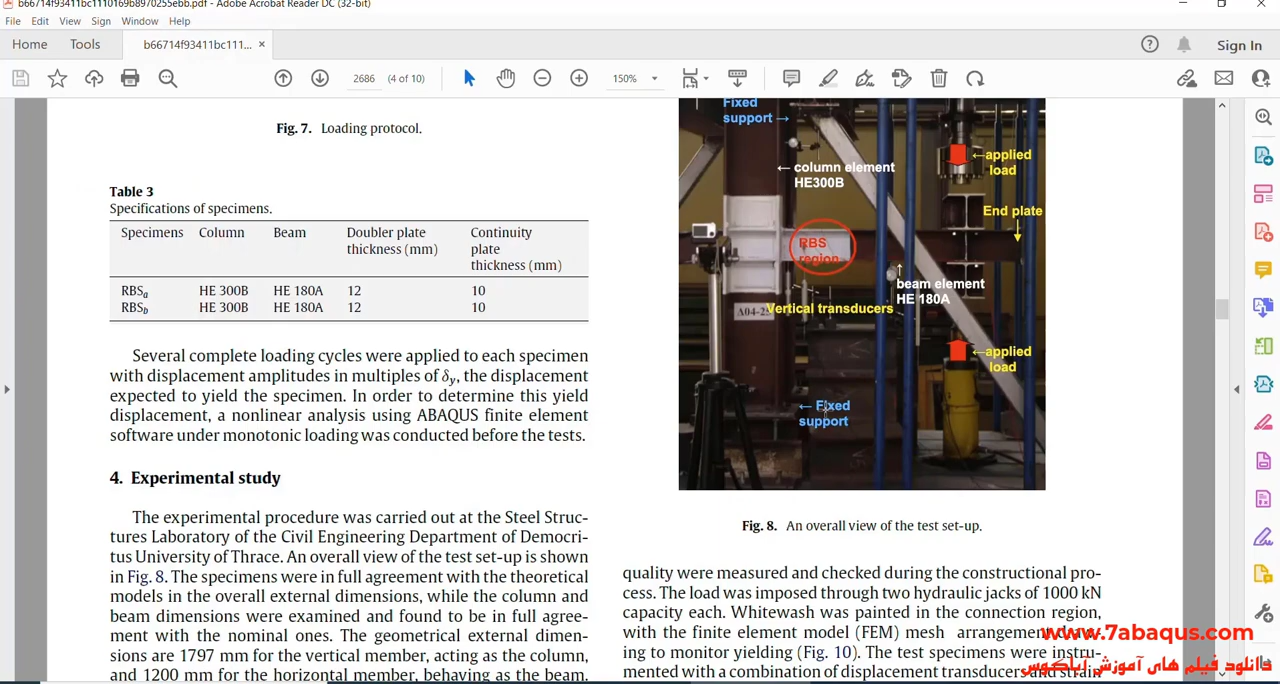 b66714f93411bc1110169b8970255ebb.pdf - Adobe Acrobat Reader DC (32-bit)
File Edit View Sign Window Help
Home Tools b66714f93411bc111... × Sign In
2686 (4 of 10) 150%
Fig. 7. Loading protocol.
Table 3
Specifications of specimens.
Specimens Column Beam Doubler plate thickness (mm) Continuity plate thickness (mm)
RBSa HE 300B HE 180A 12 10
RBSb HE 300B HE 180A 12 10
Several complete loading cycles were applied to each specimen
with displacement amplitudes in multiples of δy, the displacement
expected to yield the specimen. In order to determine this yield
displacement, a nonlinear analysis using ABAQUS finite element
software under monotonic loading was conducted before the tests.
4. Experimental study
The experimental procedure was carried out at the Steel Struc-
tures Laboratory of the Civil Engineering Department of Democri-
tus University of Thrace. An overall view of the test set-up is shown
in Fig. 8. The specimens were in full agreement with the theoretical
models in the overall external dimensions, while the column and
beam dimensions were examined and found to be in full agree-
ment with the nominal ones. The geometrical external dimen-
sions are 1797 mm for the vertical member, acting as the column,
and 1200 mm for the horizontal member, behaving as the beam,
Fixed
support →
← column element
HE300B
←applied
load
End plate
RBS
region
beam element
HE 180A
Vertical transducers
←applied
load
← Fixed
support
Fig. 8. An overall view of the test set-up.
quality were measured and checked during the constructional pro-
cess. The load was imposed through two hydraulic jacks of 1000 kN
capacity each. Whitewash was painted in the connection region,
with the finite element model (FEM) mesh arrangement
ing to monitor yielding (Fig. 10). The test specimens were instru-
mented with a combination of displacement transducers and strain
www.7abaqus.com
دانلود فیلم های آموزش آباکوس